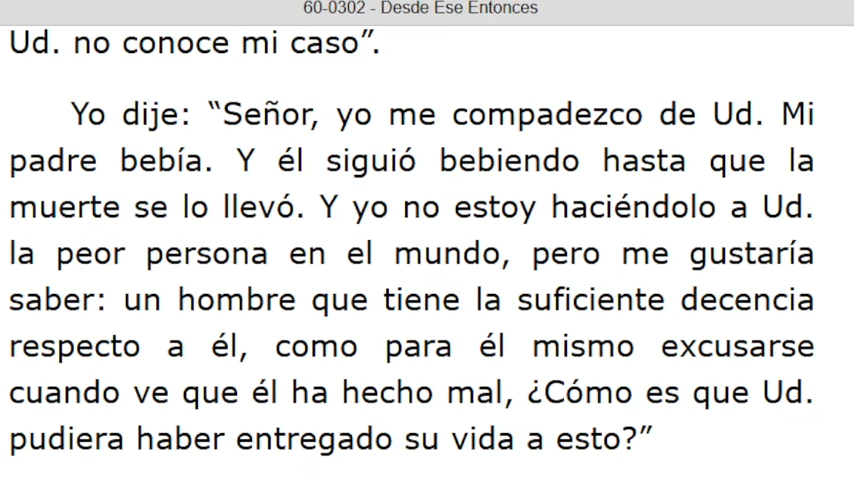 60-0302 - Desde Ese Entonces
Ud. no conoce mi caso”.
Yo dije: “Señor, yo me compadezco de Ud. Mi
padre bebía. Y él siguió bebiendo hasta que la
muerte se lo llevó. Y yo no estoy haciéndolo a Ud.
la peor persona en el mundo, pero me gustaría
saber: un hombre que tiene la suficiente decencia
respecto a él, como para él mismo excusarse
cuando ve que él ha hecho mal, ¿Cómo es que Ud.
pudiera haber entregado su vida a esto?”